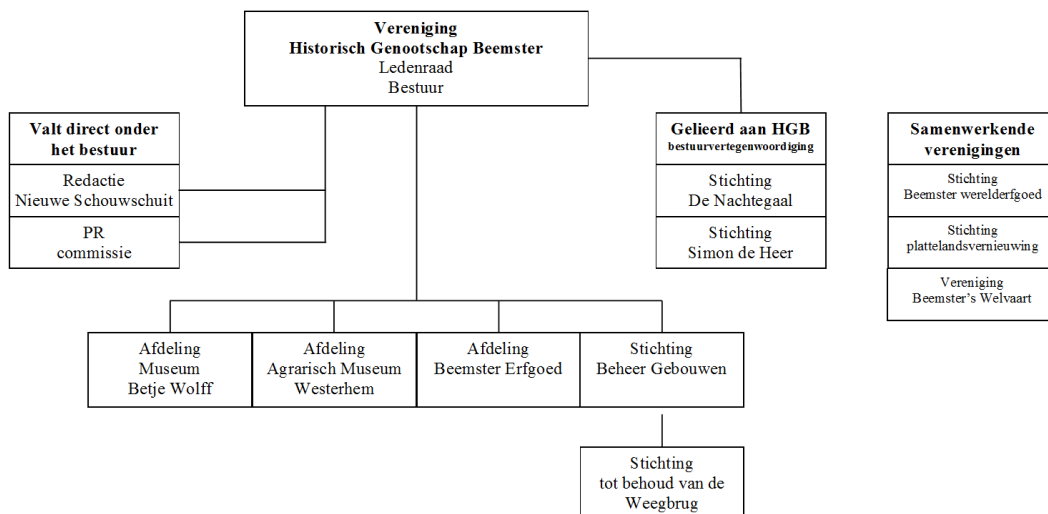 Vereniging
Historisch Genootschap Beemster
Ledenraad
Bestuur
Valt direct onder
het bestuur
Redactie
Nieuwe Schouwschuit
PR
commissie
Gelieerd aan HGB
bestuurvertegenwoordiging
Stichting
De Nachtegaal
Stichting
Simon de Heer
Samenwerkende
verenigingen
Stichting
Beemster werelderfgoed
Stichting
plattelandsvernieuwing
Vereniging
Beemster's Welvaart
Afdeling
Museum
Betje Wolff
Afdeling
Agrarisch Museum
Westerhem
Afdeling
Beemster Erfgoed
Stichting
Beheer Gebouwen
Stichting
tot behoud van de
Weegbrug